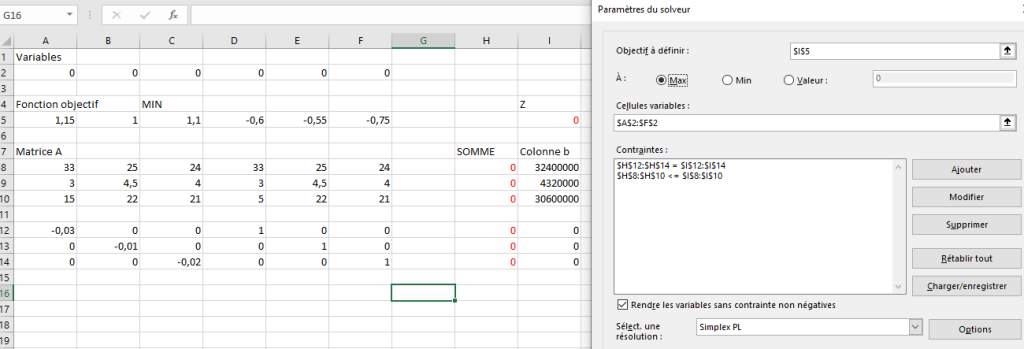 G16 fx
A B C D E F G H I
1 Variables
2 0 0 0 0 0 0
3
4 Fonction objectif MIN Z
5 1,15 1 1,1 -0,6 -0,55 -0,75 0
6
7 Matrice A SOMME Colonne b
8 33 25 24 33 25 24 0 32400000
9 3 4,5 4 3 4,5 4 0 4320000
10 15 22 21 5 22 21 0 30600000
11
12 -0,03 0 0 1 0 0 0 0
13 0 -0,01 0 0 1 0 0 0
14 0 0 -0,02 0 0 1 0 0
15
16
17
18
19
Paramètres du solveur
Objectif à définir : $I$5
À : Max Min Valeur : 0
Cellules variables :
$A$2:$F$2
Contraintes :
$H$12:$H$14 = $I$12:$I$14
$H$8:$H$10 <= $I$8:$I$10
Ajouter
Modifier
Supprimer
Rétablir tout
Charger/enregistrer
Rendre les variables sans contrainte non négatives
Sélect. une résolution : Simplex PL
Options